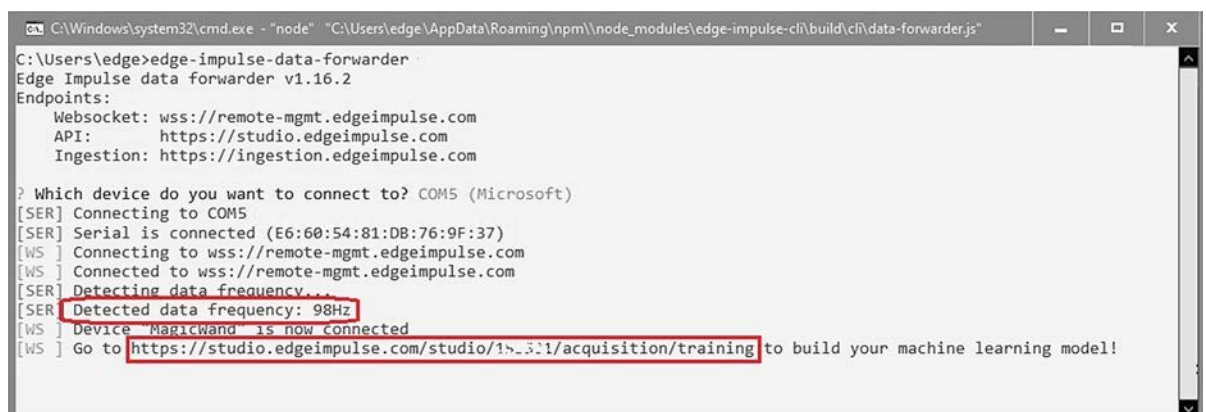 C:\Windows\system32\cmd.exe - "node" "C:\Users\edge\AppData\Roaming\npm\\node_modules\edge-impulse-cli\build\cli\data-forwarder.js"
C:\Users\edge>edge-impulse-data-forwarder
Edge Impulse data forwarder v1.16.2
Endpoints:
Websocket: wss://remote-mgmt.edgeimpulse.com
API: https://studio.edgeimpulse.com
Ingestion: https://ingestion.edgeimpulse.com
? Which device do you want to connect to? COM5 (Microsoft)
[SER] Connecting to COM5
[SER] Serial is connected (E6:60:54:81:DB:76:9F:37)
[WS ] Connecting to wss://remote-mgmt.edgeimpulse.com
[WS ] Connected to wss://remote-mgmt.edgeimpulse.com
[SER] Detecting data frequency...
[SER] Detected data frequency: 98Hz
[WS ] Device "MagicWand" is now connected
[WS ] Go to to build your machine learning model!